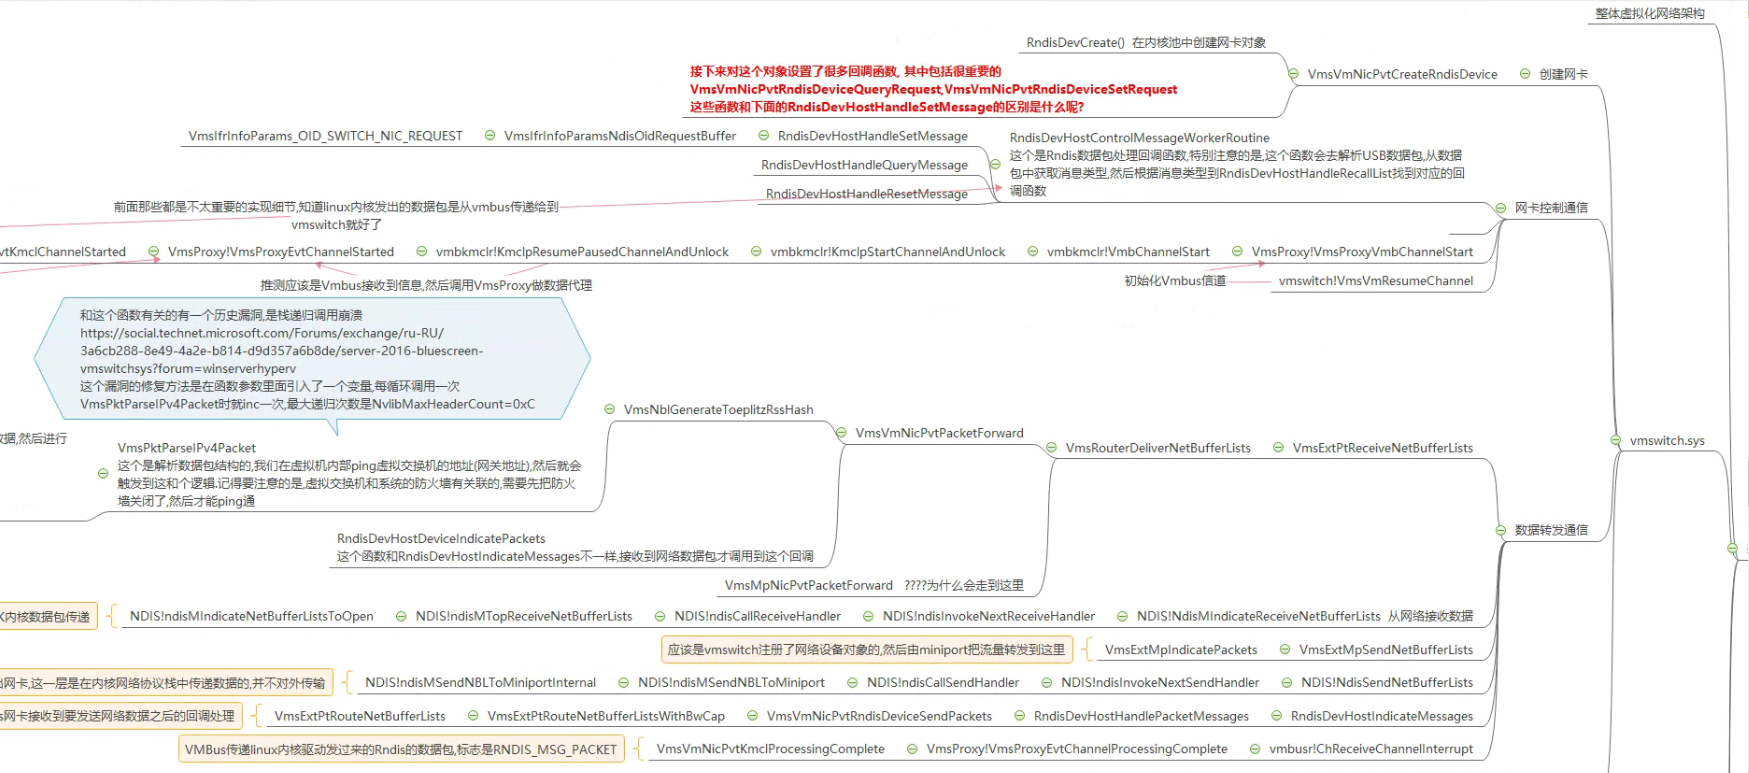 整体虚拟化网络架构
RndisDevCreate() 在内核池中创建网卡对象
接下来对这个对象设置了很多回调函数, 其中包括很重要的
VmsVmNicPvtRndisDeviceQueryRequest,VmsVmNicPvtRndisDeviceSetRequest
这些函数和下面的RndisDevHostHandleSetMessage的区别是什么呢?
VmsVmNicPvtCreateRndisDevice
创建网卡
VmsIfrInfoParams_OID_SWITCH_NIC_REQUEST
VmsIfrInfoParamsNdisOidRequestBuffer
RndisDevHostHandleSetMessage
RndisDevHostHandleQueryMessage
RndisDevHostHandleResetMessage
RndisDevHostControlMessageWorkerRoutine
这个是Rndis数据包处理回调函数,特别注意的是,这个函数会去解析USB数据包,从数据
包中获取消息类型,然后根据消息类型到RndisDevHostHandleRecallList找到对应的回
调函数
网卡控制通信
前面那些都是不太重要的实现细节,知道linux内核发出的数据包是从vmbus传递给到
vmswitch就好了
vtKmclChannelStarted
VmsProxy!VmsProxyEvtChannelStarted
vmbkmclr!KmclpResumePausedChannelAndUnlock
vmbkmclr!KmclpStartChannelAndUnlock
vmbkmclr!VmbChannelStart
VmsProxy!VmsProxyVmbChannelStart
推测应该是Vmbus接收到信息,然后调用VmsProxy做数据代理
初始化Vmbus信道
vmswitch!VmsVmResumeChannel
和这个函数有关的有一个历史漏洞,是栈递归调用崩溃
https://social.technet.microsoft.com/Forums/exchange/ru-RU/
3a6cb288-8e49-4a2e-b814-d9d357a6b8de/server-2016-bluescreen-
vmswitchsys?forum=winserverhyperv
这个漏洞的修复方法是在函数参数里面引入了一个变量,每循环调用一次
VmsPktParseIPv4Packet时就inc一次,最大递归次数是NvlibMaxHeaderCount=0xC
VmsNblGenerateToeplitzRssHash
VmsVmNicPvtPacketForward
VmsRouterDeliverNetBufferLists
VmsExtPtReceiveNetBufferLists
vmswitch.sys
数据,然后进行
VmsPktParseIPv4Packet
这个是解析数据包结构的,我们在虚拟机内部ping虚拟交换机的地址(网关地址),然后就会
触发到这和个逻辑.记得要注意的是,虚拟交换机和系统的防火墙有关联的,需要先把防火
墙关闭了,然后才能ping通
数据转发通信
RndisDevHostDeviceIndicatePackets
这个函数和RndisDevHostIndicateMessages不一样,接收到网络数据包才调用到这个回调
VmsMpNicPvtPacketForward ????为什么会走到这里
内核数据包传递
NDIS!ndisMIndicateNetBufferListsToOpen
NDIS!ndisMTopReceiveNetBufferLists
NDIS!ndisCallReceiveHandler
NDIS!ndisInvokeNextReceiveHandler
NDIS!NdisMIndicateReceiveNetBufferLists 从网络接收数据
应该是vmswitch注册了网络设备对象的,然后由miniport把流量转发到这里
VmsExtMpIndicatePackets
VmsExtMpSendNetBufferLists
出网卡,这一层是在内核网络协议栈中传递数据的,并不对外传输
NDIS!ndisMSendNBLToMiniportInternal
NDIS!ndisMSendNBLToMiniport
NDIS!ndisCallSendHandler
NDIS!ndisInvokeNextSendHandler
NDIS!NdisSendNetBufferLists
s网卡接收到要发送网络数据之后的回调处理
VmsExtPtRouteNetBufferLists
VmsExtPtRouteNetBufferListsWithBwCap
VmsVmNicPvtRndisDeviceSendPackets
RndisDevHostHandlePacketMessages
RndisDevHostIndicateMessages
VMBus传递linux内核驱动发过来的Rndis的数据包,标志是RNDIS_MSG_PACKET
VmsVmNicPvtKmclProcessingComplete
VmsProxy!VmsProxyEvtChannelProcessingComplete
vmbusr!ChReceiveChannelInterrupt